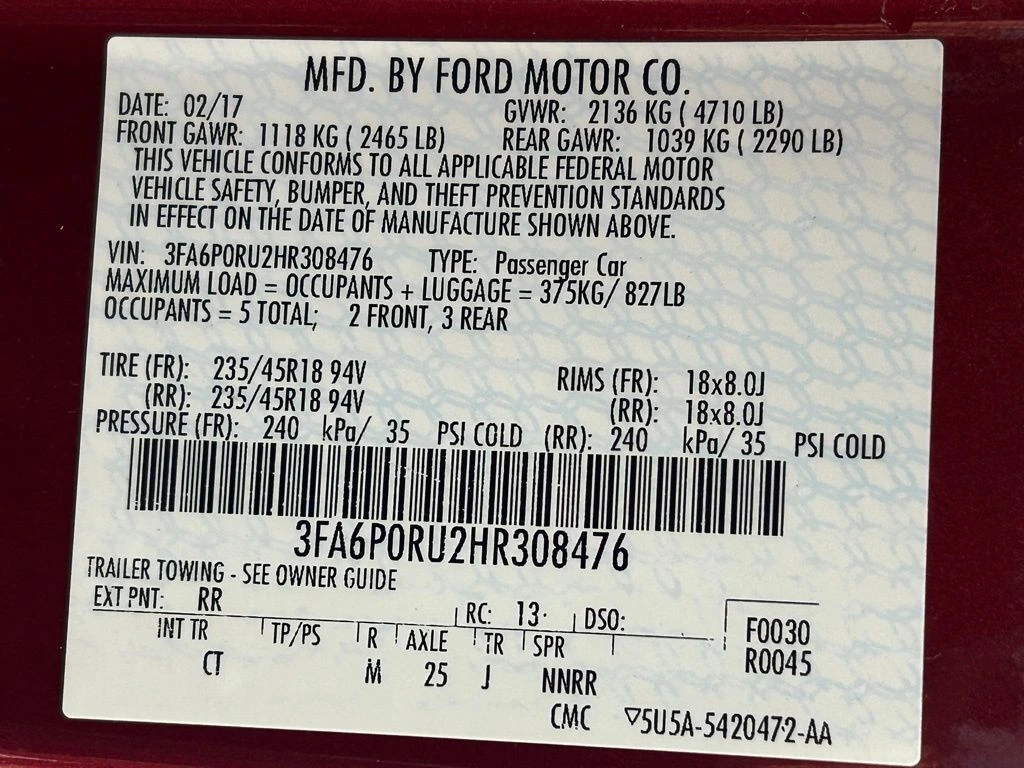 MFD. BY FORD MOTOR CO.
DATE: 02/17 GVWR: 2136 KG ( 4710 LB)
FRONT GAWR: 1118 KG ( 2465 LB) REAR GAWR: 1039 KG ( 2290 LB)
THIS VEHICLE CONFORMS TO ALL APPLICABLE FEDERAL MOTOR
VEHICLE SAFETY, BUMPER, AND THEFT PREVENTION STANDARDS
IN EFFECT ON THE DATE OF MANUFACTURE SHOWN ABOVE.
VIN: 3FA6P0RU2HR308476 TYPE: Passenger Car
MAXIMUM LOAD = OCCUPANTS + LUGGAGE = 375KG/ 827LB
OCCUPANTS = 5 TOTAL; 2 FRONT, 3 REAR
TIRE (FR): 235/45R18 94V RIMS (FR): 18x8.0J
(RR): 235/45R18 94V (RR): 18x8.0J
PRESSURE (FR): 240 kPa/ 35 PSI COLD (RR): 240 kPa/ 35 PSI COLD
3FA6P0RU2HR308476
TRAILER TOWING - SEE OWNER GUIDE
EXT PNT: RR RC: 13 DSO:
INT TR TP/PS R AXLE TR SPR
CT M 25 J NNRR
CMC
F0030
R0045
▽5U5A-5420472-AA